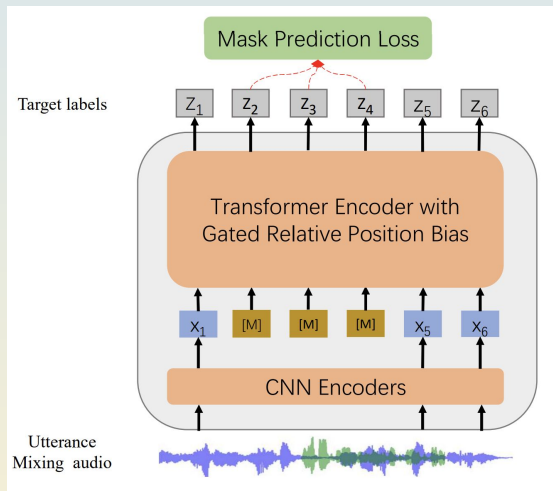 Mask Prediction Loss
Target labels
Z1 Z2 Z3 Z4 Z5 Z6
Transformer Encoder with
Gated Relative Position Bias
X1 [M] [M] [M] X5 X6
CNN Encoders
Utterance
Mixing audio